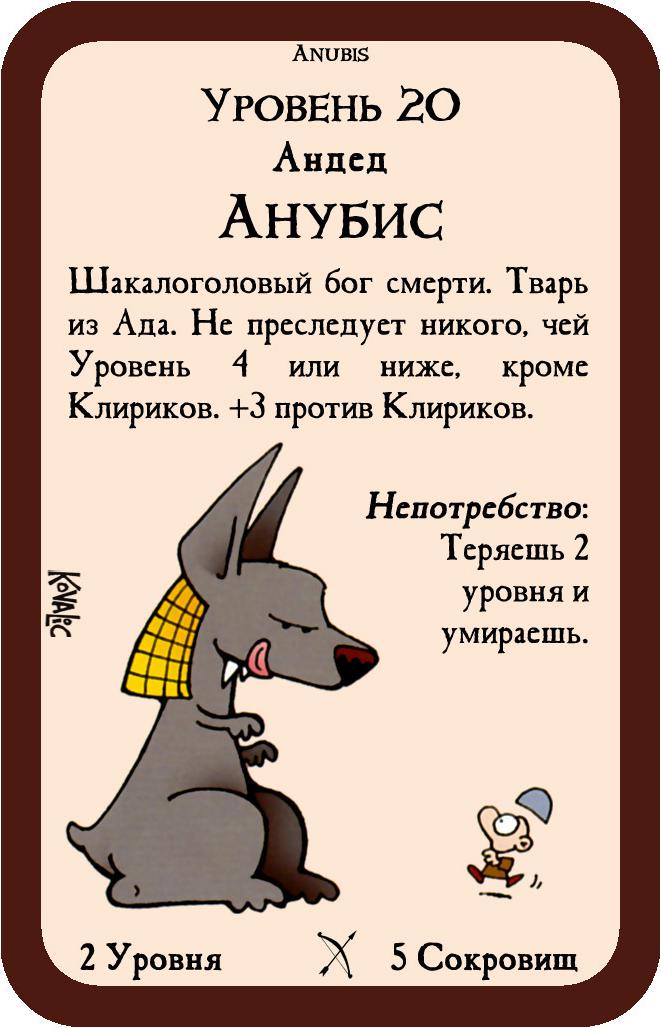 Anubis
Уровень 20
Андед
Анубис
Шакалоголовый бог смерти. Тварь
из Ада. Не преследует никого, чей
Уровень 4 или ниже, кроме
Клириков. +3 против Клириков.
Непотребство:
Теряешь 2
уровня и
умираешь.
Kovalic
2 Уровня 5 Сокровищ